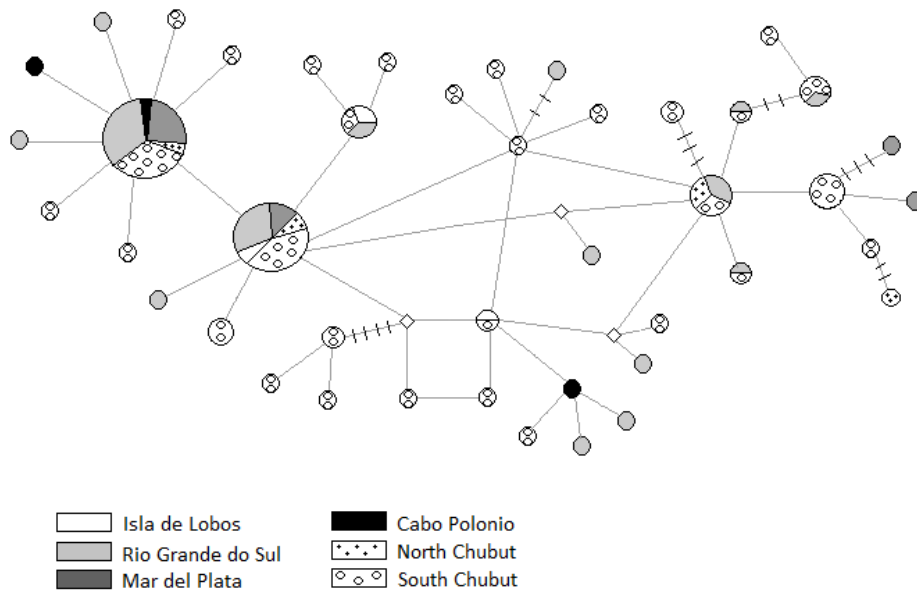 Isla de Lobos
Rio Grande do Sul
Mar del Plata
Cabo Polonio
North Chubut
South Chubut